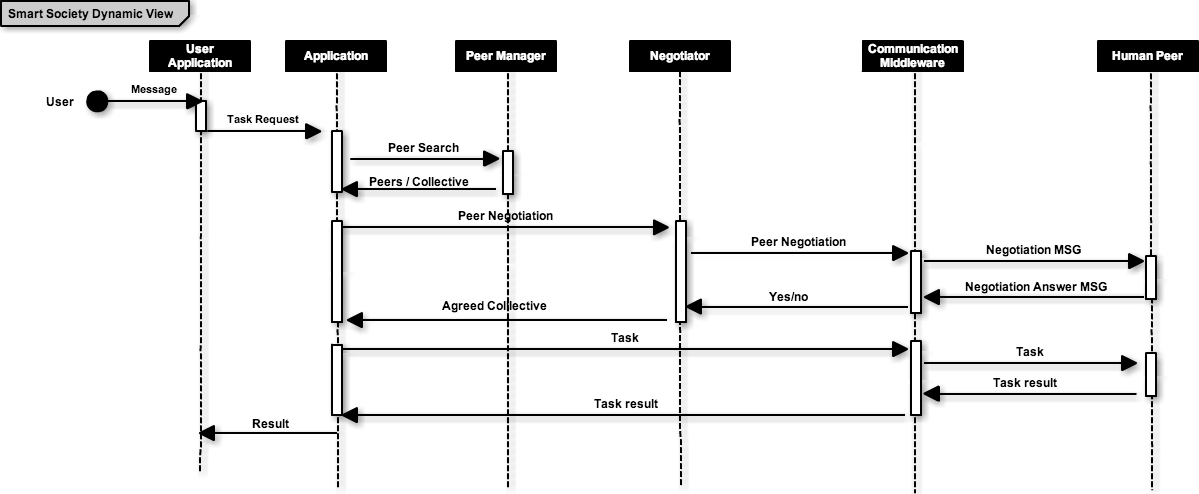 Smart Society Dynamic View
User
Application
Application
Peer Manager
Negotiator
Communication
Middleware
Human Peer
User
Message
Task Request
Peer Search
Peers / Collective
Peer Negotiation
Peer Negotiation
Negotiation MSG
Negotiation Answer MSG
Yes/no
Agreed Collective
Task
Task
Task result
Task result
Result